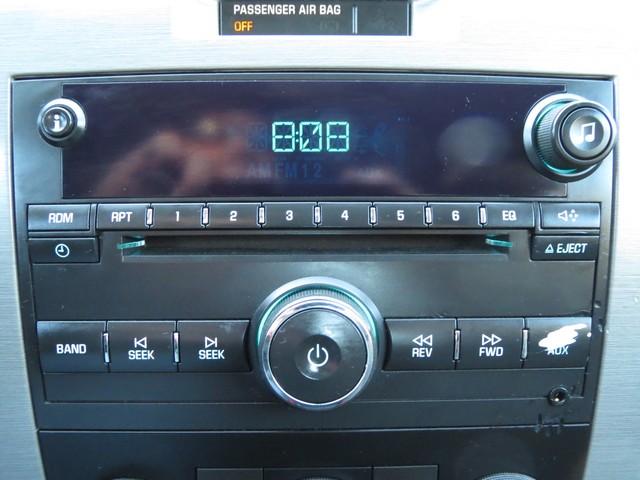 PASSENGER AIR BAG
OFF
i
8:08
AM FM 1 2
RDM RPT 1 2 3 4 5 6 EQ
EJECT
BAND SEEK SEEK REV FWD AUX